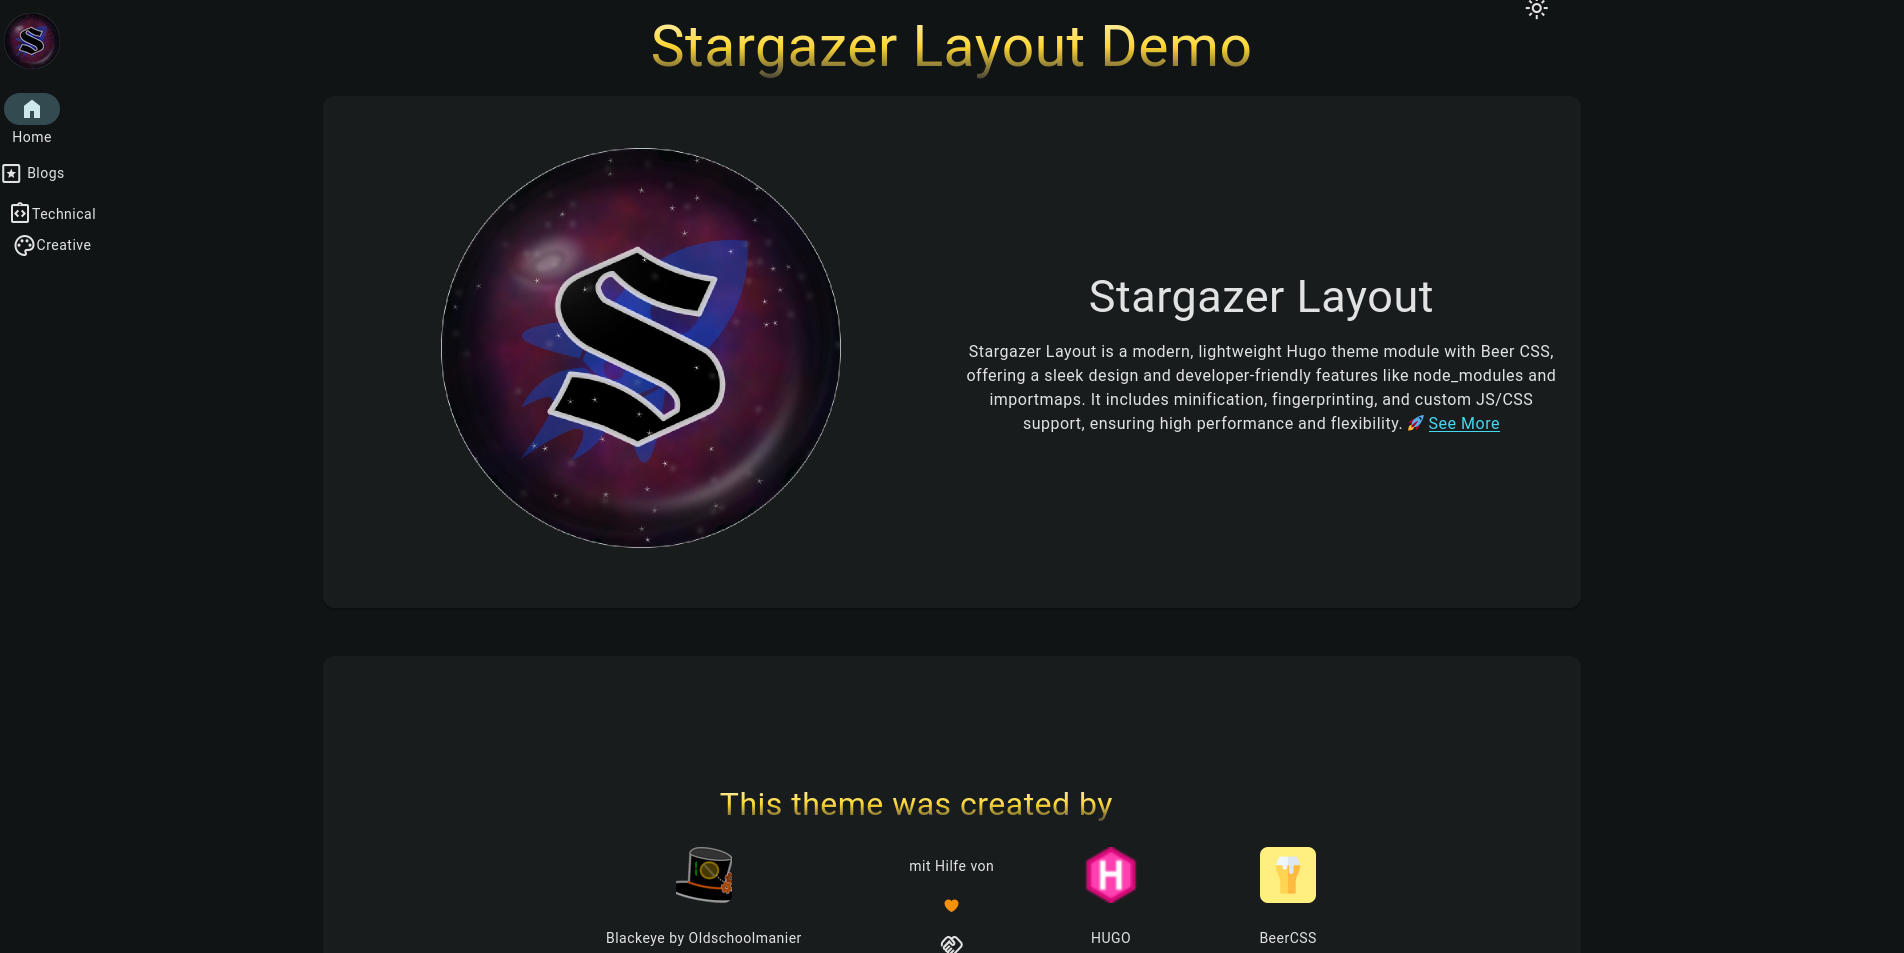 Stargazer Layout Demo
Home
Blogs
Technical
Creative
Stargazer Layout
Stargazer Layout is a modern, lightweight Hugo theme module with Beer CSS,
offering a sleek design and developer-friendly features like node_modules and
importmaps. It includes minification, fingerprinting, and custom JS/CSS
support, ensuring high performance and flexibility. 🚀 See More
This theme was created by
mit Hilfe von
Blackeye by Oldschoolmanier
HUGO
BeerCSS